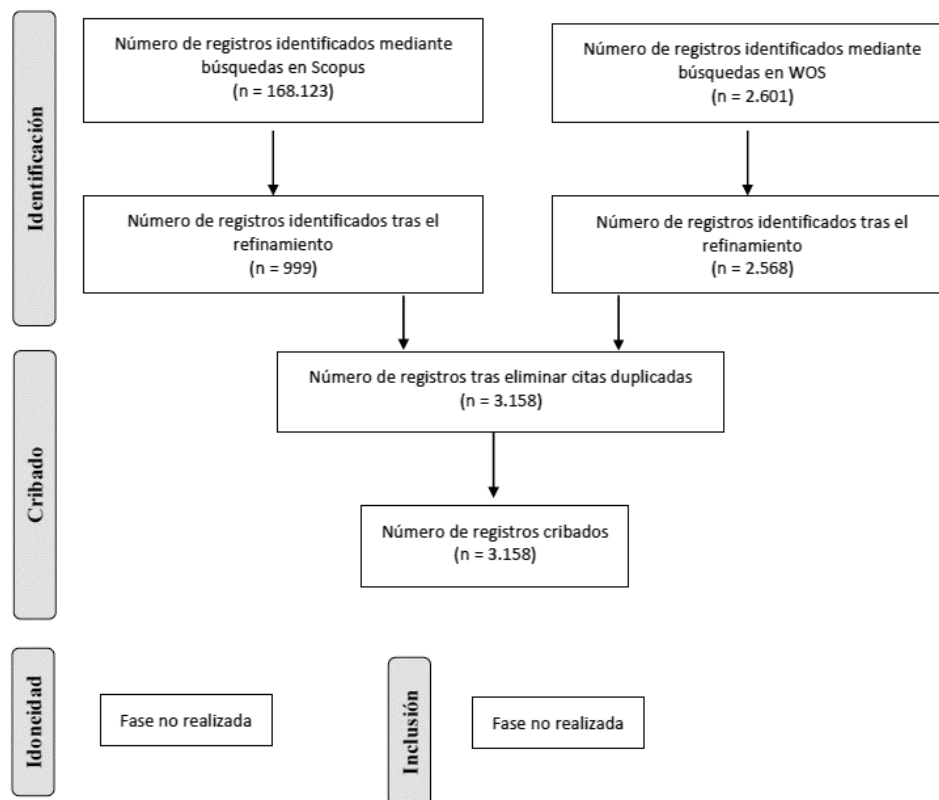 Identificación
Número de registros identificados mediante
búsquedas en Scopus
(n = 168.123)
Número de registros identificados mediante
búsquedas en WOS
(n = 2.601)
Número de registros identificados tras el
refinamiento
(n = 999)
Número de registros identificados tras el
refinamiento
(n = 2.568)
Cribado
Número de registros tras eliminar citas duplicadas
(n = 3.158)
Número de registros cribados
(n = 3.158)
Idoneidad
Fase no realizada
Inclusión
Fase no realizada